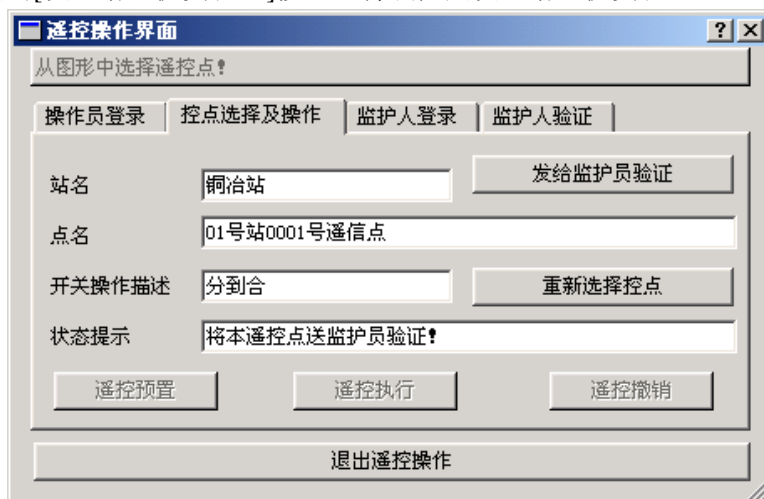 遥控操作界面
从图形中选择遥控点!
操作员登录 控点选择及操作 监护人登录 监护人验证
站名 铜冶站 发给监护员验证
点名 01号站0001号遥信点
开关操作描述 分到合 重新选择控点
状态提示 将本遥控点送监护员验证!
遥控预置 遥控执行 遥控撤销
退出遥控操作